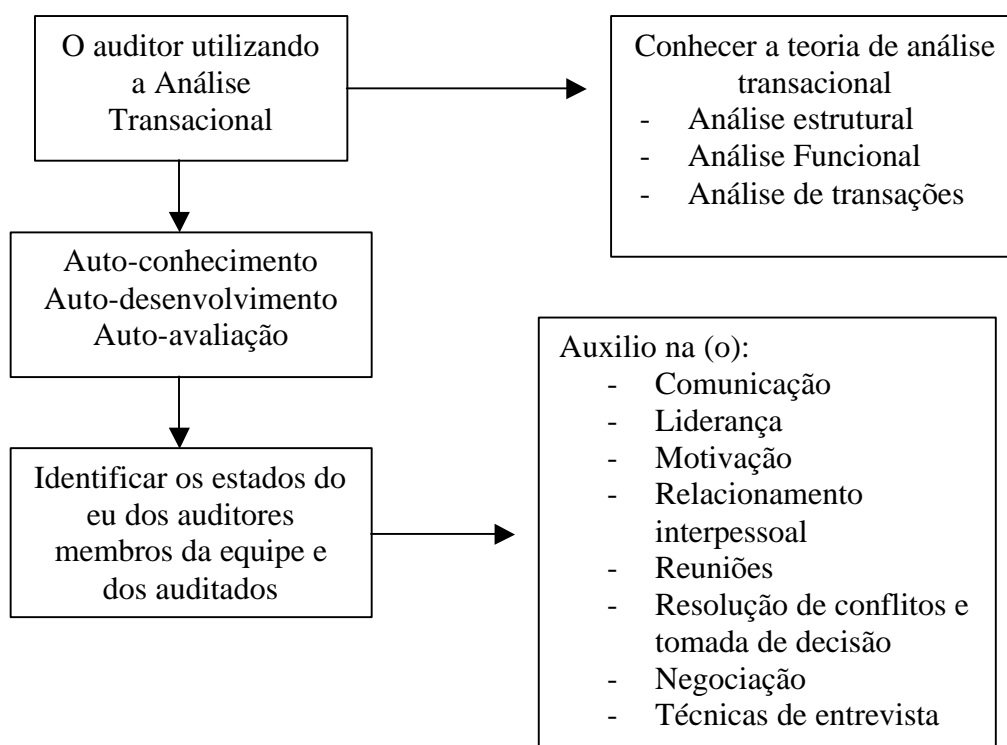 O auditor utilizando
a Análise
Transacional
Conhecer a teoria de análise
transacional
- Análise estrutural
- Análise Funcional
- Análise de transações
Auto-conhecimento
Auto-desenvolvimento
Auto-avaliação
Identificar os estados do
eu dos auditores
membros da equipe e
dos auditados
Auxilio na (o):
- Comunicação
- Liderança
- Motivação
- Relacionamento
interpessoal
- Reuniões
- Resolução de conflitos e
tomada de decisão
- Negociação
- Técnicas de entrevista